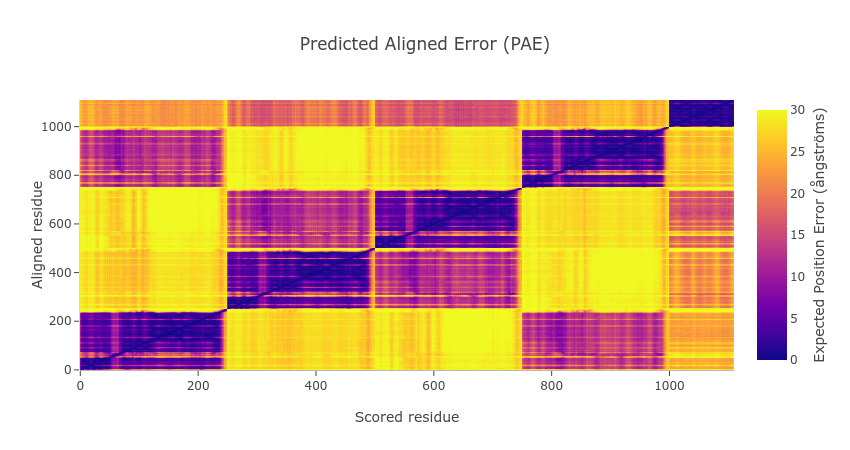 Predicted Aligned Error (PAE)
Aligned residue
1000
800
600
400
200
0
0 200 400 600 800 1000
Scored residue
30
25
20
15
10
5
0
Expected Position Error (ångströms)